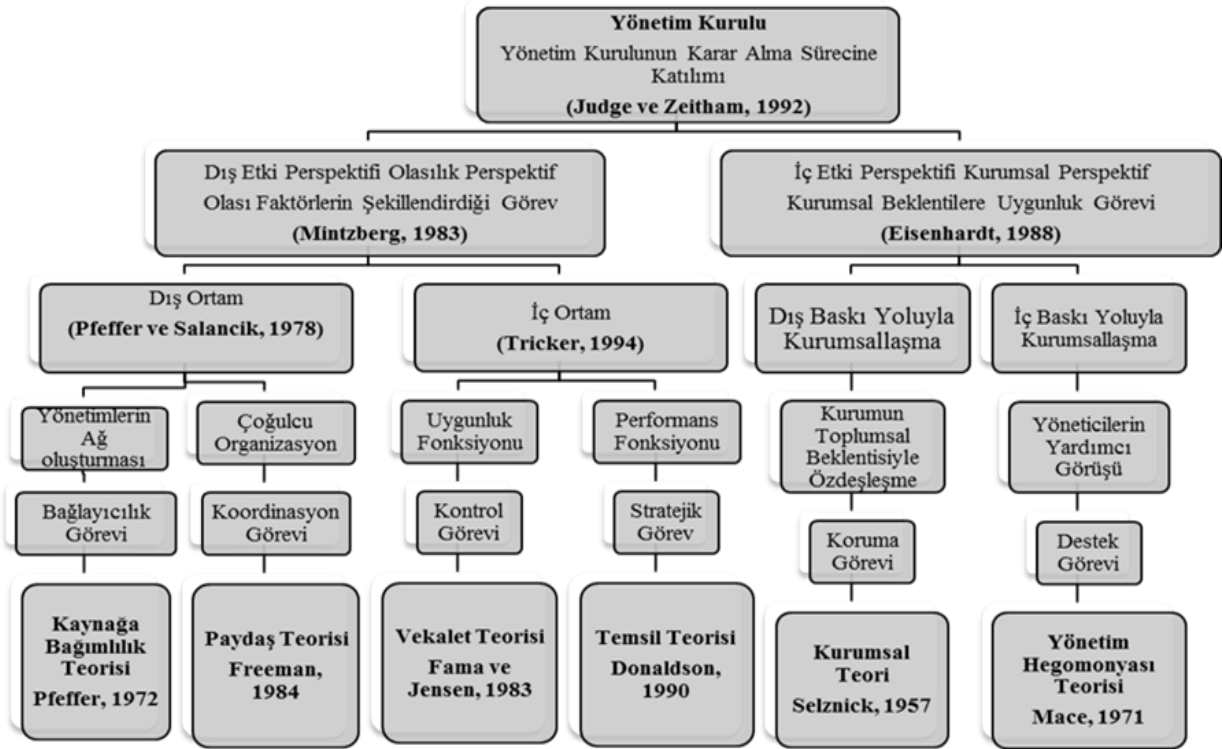 Yönetim Kurulu
Yönetim Kurulunun Karar Alma Sürecine
Katılımı
(Judge ve Zeitham, 1992)
Dış Etki Perspektifi Olasılık Perspektif
Olası Faktörlerin Şekillendirdiği Görev
(Mintzberg, 1983)
İç Etki Perspektifi Kurumsal Perspektif
Kurumsal Beklentilere Uygunluk Görevi
(Eisenhardt, 1988)
Dış Ortam
(Pfeffer ve Salancik, 1978)
İç Ortam
(Tricker, 1994)
Dış Baskı Yoluyla
Kurumsallaşma
İç Baskı Yoluyla
Kurumsallaşma
Yönetimlerin
Ağ
oluşturması
Çoğulcu
Organizasyon
Uygunluk
Fonksiyonu
Performans
Fonksiyonu
Kurumun
Toplumsal
Beklentisiyle
Özdeşleşme
Yöneticilerin
Yardımcı
Görüşü
Bağlayıcılık
Görevi
Koordinasyon
Görevi
Kontrol
Görevi
Stratejik
Görev
Koruma
Görevi
Destek
Görevi
Kaynağa
Bağımlılık
Teorisi
Pfeffer, 1972
Paydaş Teorisi
Freeman,
1984
Vekalet Teorisi
Fama ve
Jensen, 1983
Temsil Teorisi
Donaldson,
1990
Kurumsal
Teori
Selznick, 1957
Yönetim
Hegomonyası
Teorisi
Mace, 1971